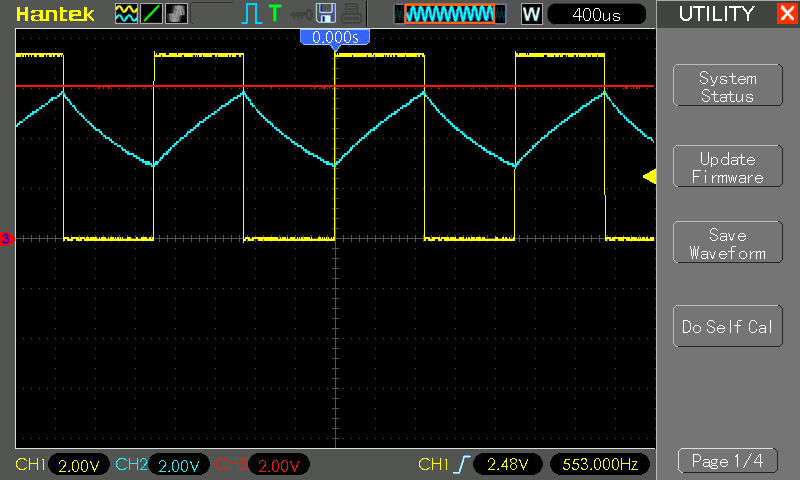 Hantek
T
W
400us
UTILITY
0.000s
System
Status
Update
Firmware
3
Save
Waveform
Do Self Cal
CH1 2.00V CH2 2.00V CH3 2.00V CH1 2.48V 553.000Hz
Page 1/4